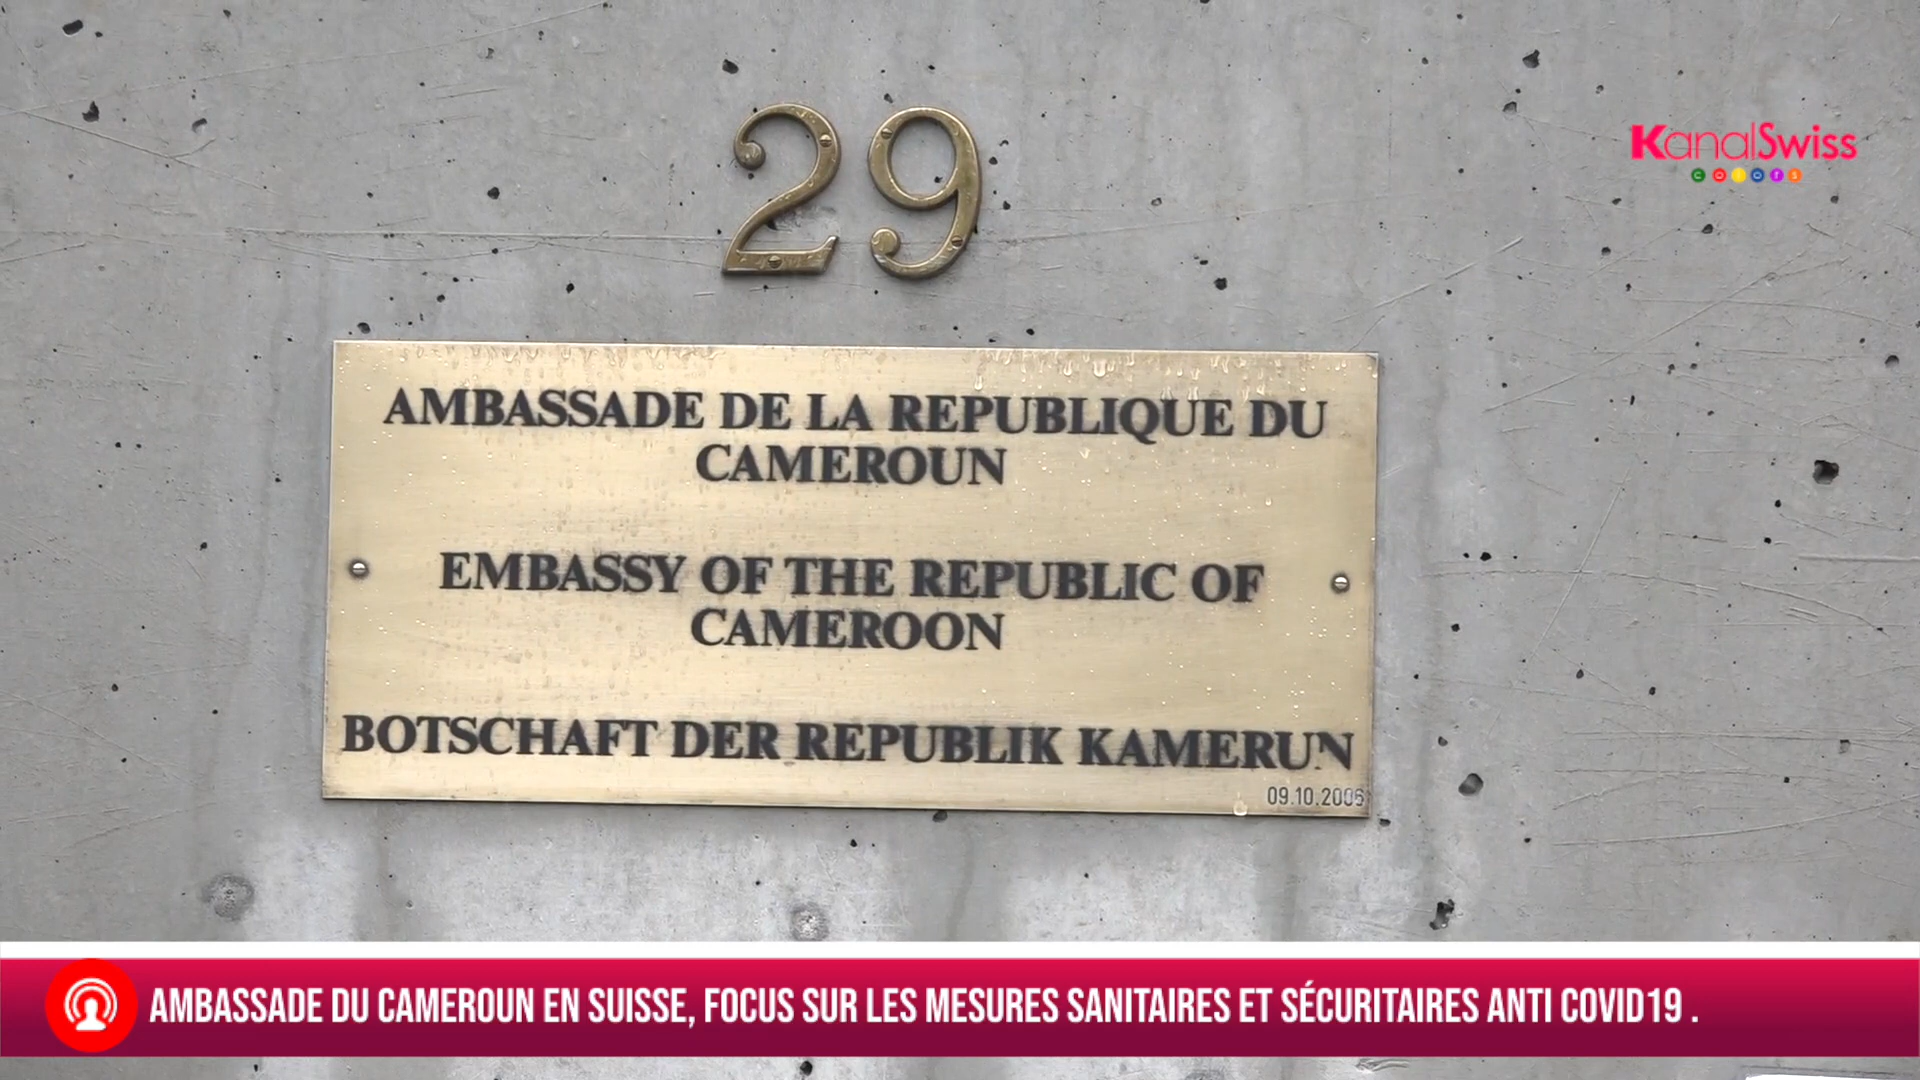 29
KanalSwiss
colors
AMBASSADE DE LA REPUBLIQUE DU
CAMEROUN
EMBASSY OF THE REPUBLIC OF
CAMEROON
BOTSCHAFT DER REPUBLIK KAMERUN
09.10.2006
AMBASSADE DU CAMEROUN EN SUISSE, FOCUS SUR LES MESURES SANITAIRES ET SÉCURITAIRES ANTI COVID19 .